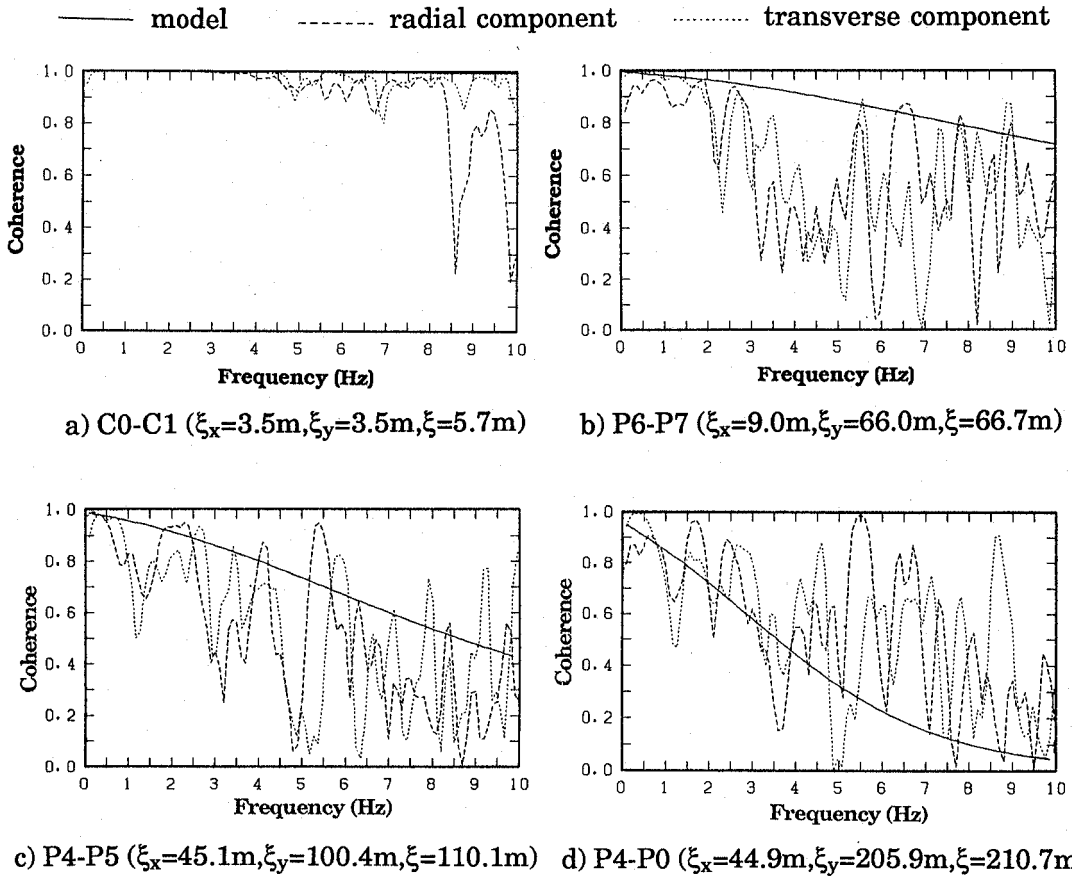 model radial component transverse component
1.0
0.8
0.6
0.4
0.2
0.0
Coherence
0 1 2 3 4 5 6 7 8 9 10
Frequency (Hz)
a) C0-C1 (ξx=3.5m,ξy=3.5m,ξ=5.7m)
1.0
0.8
0.6
0.4
0.2
0.0
Coherence
0 1 2 3 4 5 6 7 8 9 10
Frequency (Hz)
b) P6-P7 (ξx=9.0m,ξy=66.0m,ξ=66.7m)
1.0
0.8
0.6
0.4
0.2
0.0
Coherence
0 1 2 3 4 5 6 7 8 9 10
Frequency (Hz)
c) P4-P5 (ξx=45.1m,ξy=100.4m,ξ=110.1m)
1.0
0.8
0.6
0.4
0.2
0.0
Coherence
0 1 2 3 4 5 6 7 8 9 10
Frequency (Hz)
d) P4-P0 (ξx=44.9m,ξy=205.9m,ξ=210.7m